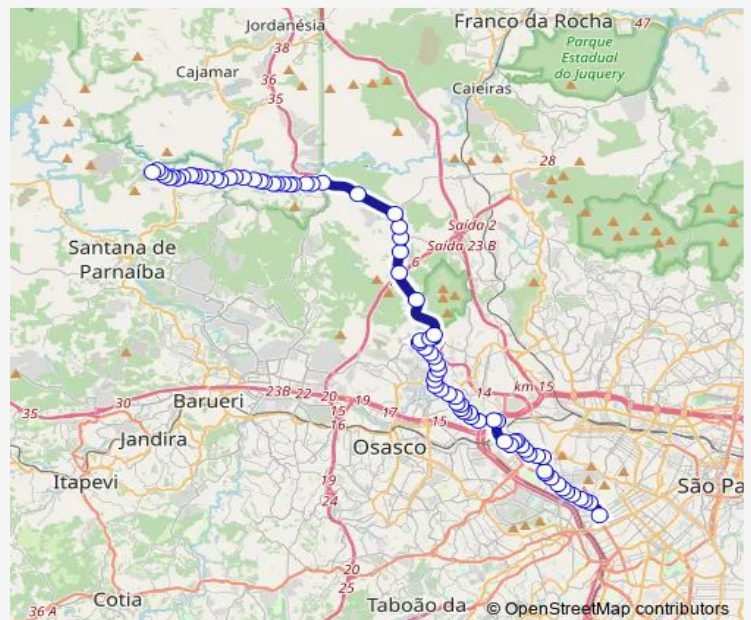 Jordanésia
Franco da Rocha
47
38
Parque
Estadual
do Juquery
Cajamar
36
35
Caieiras
28
Saída 2
Saída 23 B
Santana de
Parnaíba
6
23B
22
20
19
17
15
14
km 15
35
30
Barueri
15
16
Jandira
Osasco
Itapevi
São Pa
19
24
20
25
Cotia
36 A
Taboão da
© OpenStreetMap contributors